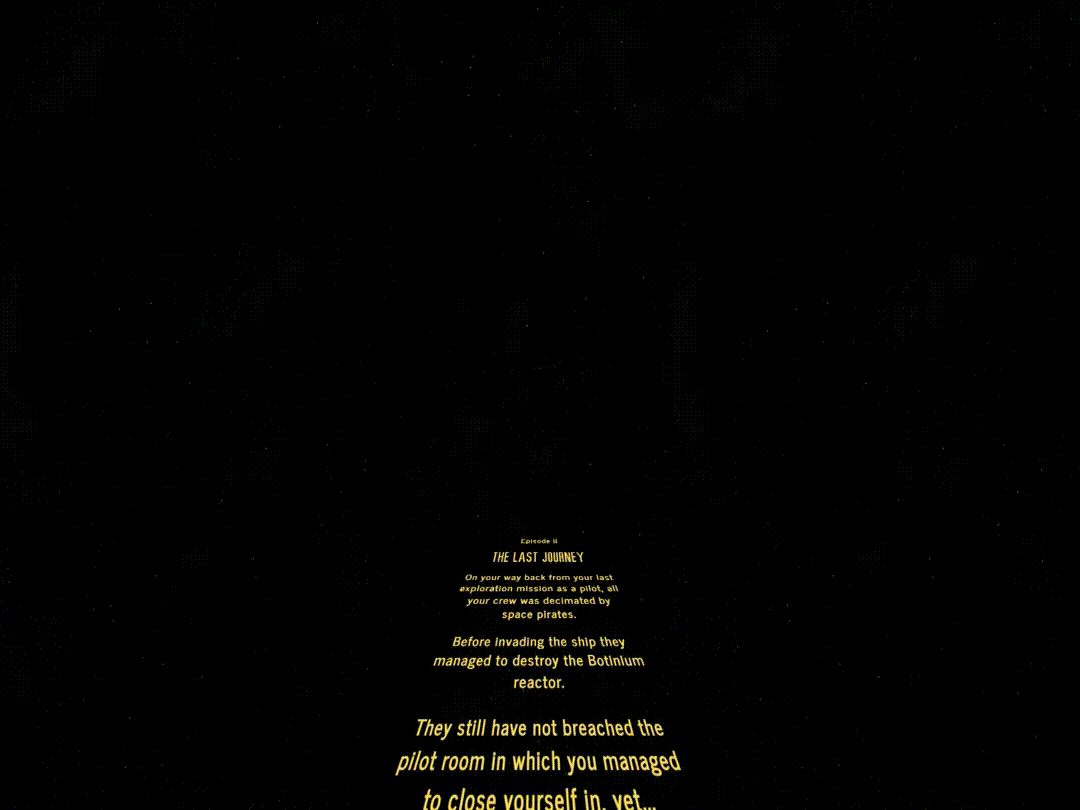 Episode II
THE LAST JOURNEY
On your way back from your last
exploration mission as a pilot, all
your crew was decimated by
space pirates.
Before invading the ship they
managed to destroy the Botinium
reactor.
They still have not breached the
pilot room in which you managed
to close yourself in, yet...